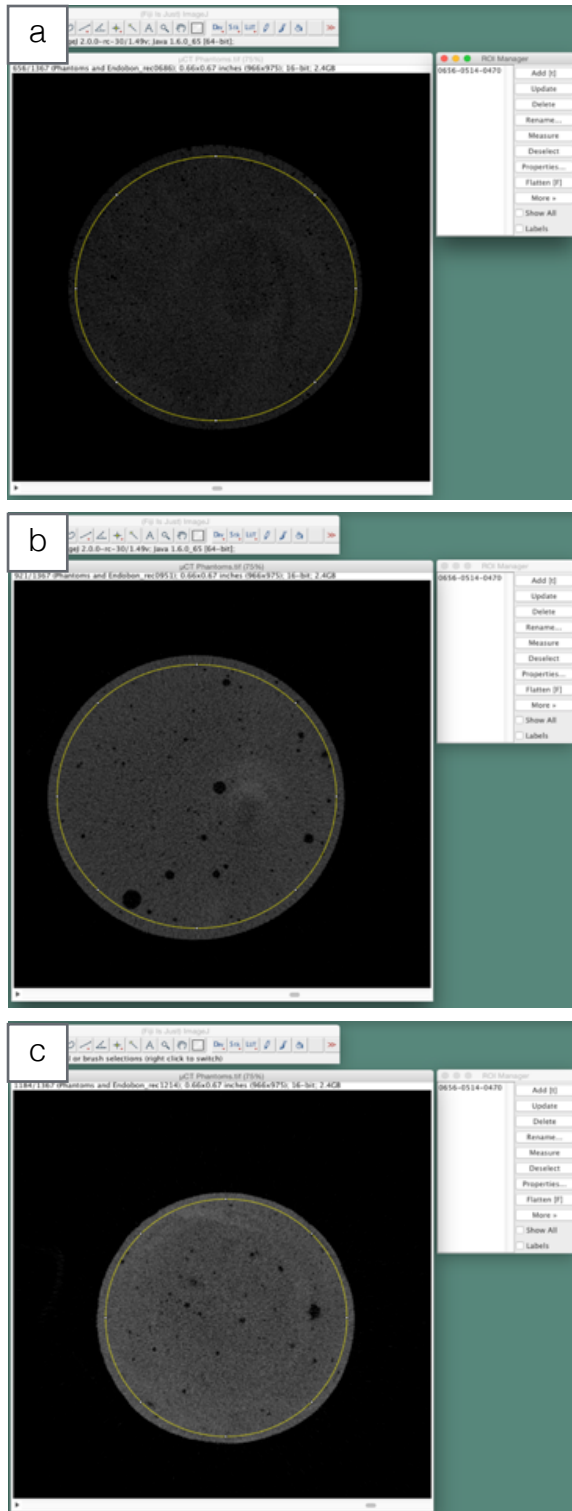 a
(Fiji Is Just) ImageJ
geJ 2.0.0-rc-30/1.49v; Java 1.6.0_65 [64-bit];
µCT Phantoms.tif (75%)
656/1367 (Phantoms and Endobon_rec0686); 0.66x0.67 inches (966x975); 16-bit; 2.4GB
ROI Manager
0656-0514-0470
Add [t]
Update
Delete
Rename...
Measure
Deselect
Properties...
Flatten [F]
More »
Show All
Labels
b
(Fiji Is Just) ImageJ
geJ 2.0.0-rc-30/1.49v; Java 1.6.0_65 [64-bit];
µCT Phantoms.tif (75%)
921/1367 (Phantoms and Endobon_rec0951); 0.66x0.67 inches (966x975); 16-bit; 2.4GB
ROI Manager
0656-0514-0470
Add [t]
Update
Delete
Rename...
Measure
Deselect
Properties...
Flatten [F]
More »
Show All
Labels
c
(Fiji Is Just) ImageJ
l or brush selections (right click to switch)
µCT Phantoms.tif (75%)
1184/1367 (Phantoms and Endobon_rec1214); 0.66x0.67 inches (966x975); 16-bit; 2.4GB
ROI Manager
0656-0514-0470
Add [t]
Update
Delete
Rename...
Measure
Deselect
Properties...
Flatten [F]
More »
Show All
Labels